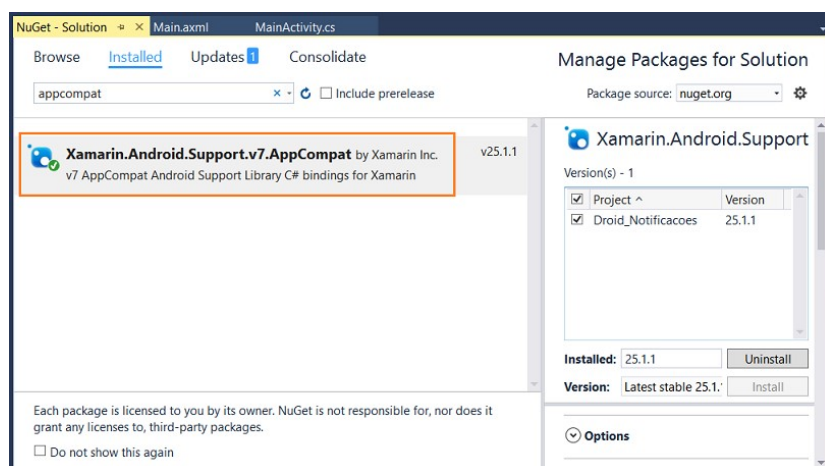 NuGet - Solution
Main.axml
MainActivity.cs
Browse
Installed
Updates 1
Consolidate
Manage Packages for Solution
appcompat
Include prerelease
Package source: nuget.org
Xamarin.Android.Support.v7.AppCompat by Xamarin Inc.
v25.1.1
v7 AppCompat Android Support Library C# bindings for Xamarin
Xamarin.Android.Support
Version(s) - 1
Project Version
Droid_Notificacoes 25.1.1
Installed: 25.1.1 Uninstall
Version: Latest stable 25.1. Install
Each package is licensed to you by its owner. NuGet is not responsible for, nor does it
grant any licenses to, third-party packages.
Do not show this again
Options